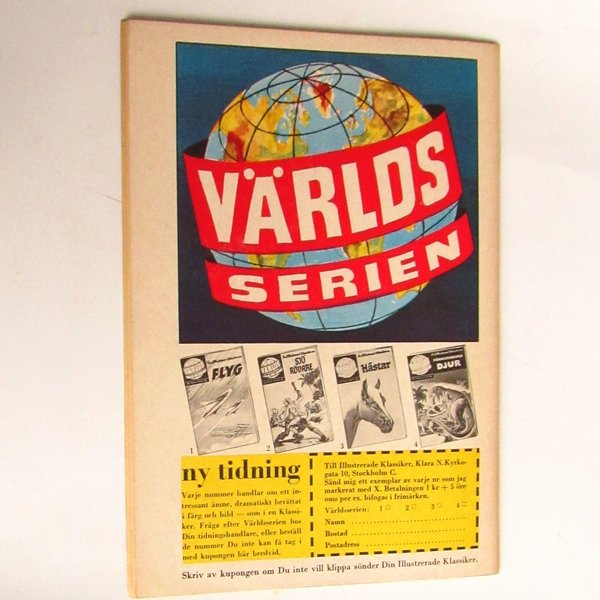 VÄRLDS
SERIEN
FLYG
SJÖ
RÖVARE
Hästar
FÖRHISTORISKA
DJUR
1
2
3
4
ny tidning
Varje nummer handlar om ett in-
tressant ämne, dramatiskt berättat
i färg och bild — som i en Klassi-
ker. Fråga efter Världsserien hos
Din tidningshandlare, eller beställ
de nummer Du inte kan få tag i
med kupongen här bredvid.
Till Illustrerade Klassiker, Klara N. Kyrko-
gata 10, Stockholm C.
Sänd mig ett exemplar av varje nr som jag
markerat med X. Betalningen 1 kr + 5 öre
oms per ex. bifogas i frimärken.
Världsserien: 1 2 3 4
Namn
Bostad
Postadress
Skriv av kupongen om Du inte vill klippa sönder Din Illustrerade Klassiker.